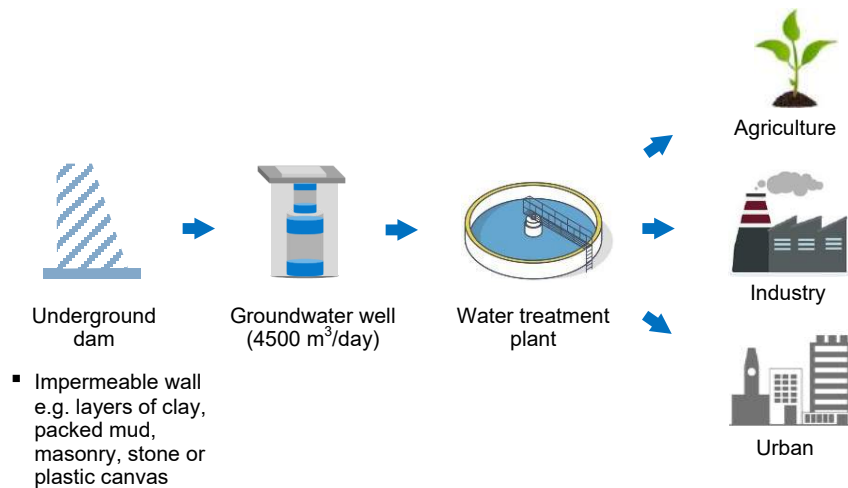 Agriculture
Industry
Urban
Underground
dam
Groundwater well
(4500 m³/day)
Water treatment
plant
▪ Impermeable wall
e.g. layers of clay,
packed mud,
masonry, stone or
plastic canvas